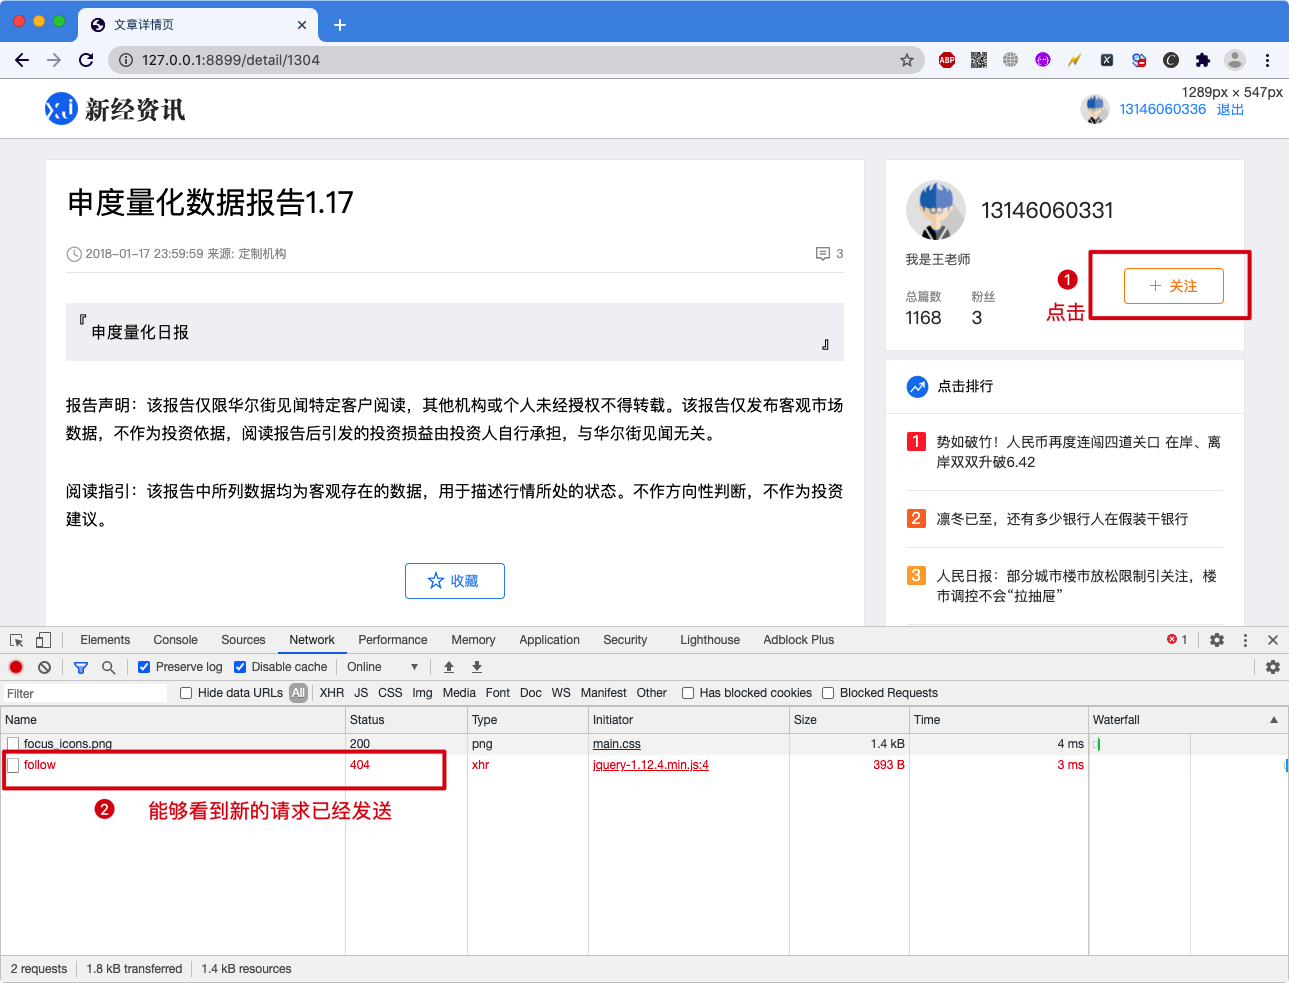 文章详情页
127.0.0.1:8899/detail/1304
ABP
1289px × 547px
新经资讯
13146060336 退出
申度量化数据报告1.17
2018-01-17 23:59:59 来源: 定制机构
3
『
申度量化日报
』
报告声明：该报告仅限华尔街见闻特定客户阅读，其他机构或个人未经授权不得转载。该报告仅发布客观市场
数据，不作为投资依据，阅读报告后引发的投资损益由投资人自行承担，与华尔街见闻无关。
阅读指引：该报告中所列数据均为客观存在的数据，用于描述行情所处的状态。不作方向性判断，不作为投资
建议。
收藏
13146060331
我是王老师
总篇数 粉丝
1168 3
1
点击
＋ 关注
点击排行
1 势如破竹！人民币再度连闯四道关口 在岸、离
岸双双升破6.42
2 凛冬已至，还有多少银行人在假装干银行
3 人民日报：部分城市楼市放松限制引关注，楼
市调控不会“拉抽屉”
Elements Console Sources Network Performance Memory Application Security Lighthouse Adblock Plus 1
Preserve log Disable cache Online
Filter Hide data URLs All XHR JS CSS Img Media Font Doc WS Manifest Other Has blocked cookies Blocked Requests
Name Status Type Initiator Size Time Waterfall
focus_icons.png 200 png main.css 1.4 kB 4 ms
follow 404 xhr jquery-1.12.4.min.js:4 393 B 3 ms
2 能够看到新的请求已经发送
2 requests 1.8 kB transferred 1.4 kB resources